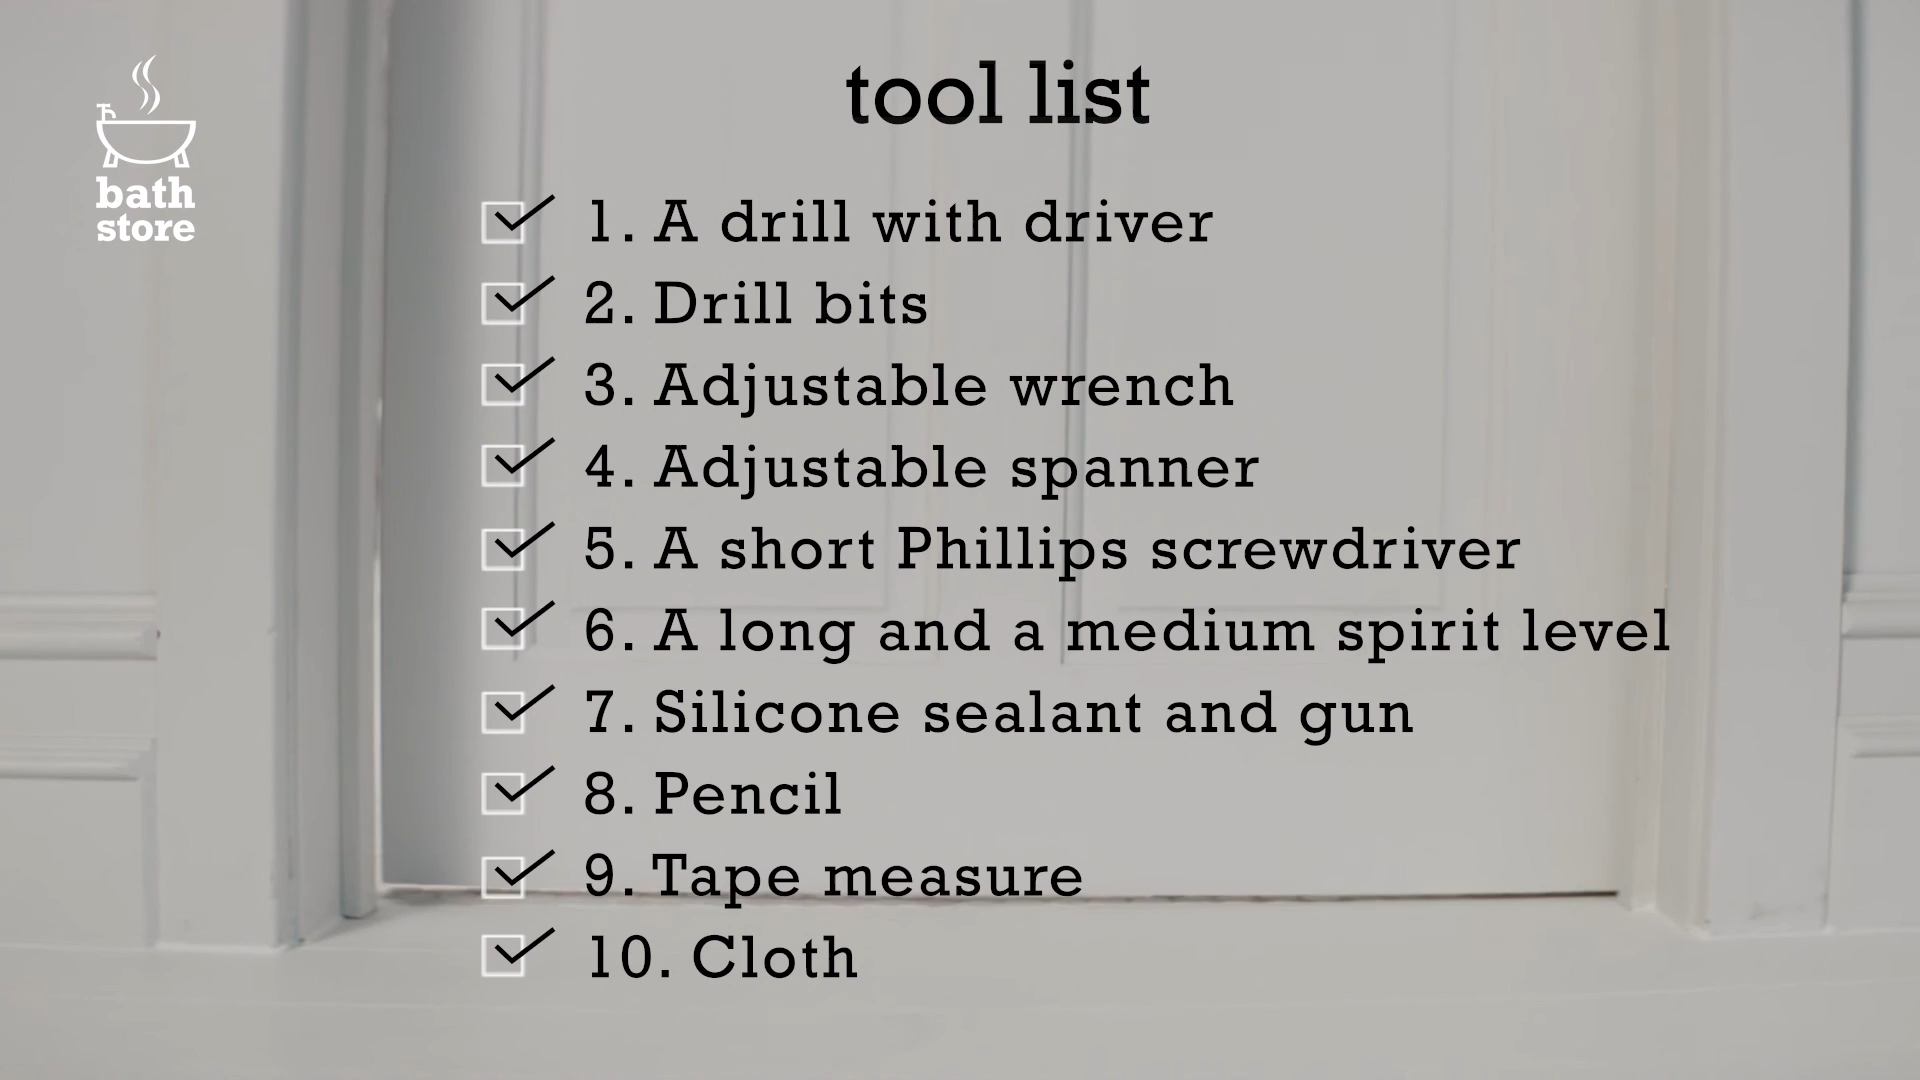 bath
store
tool list
1. A drill with driver
2. Drill bits
3. Adjustable wrench
4. Adjustable spanner
5. A short Phillips screwdriver
6. A long and a medium spirit level
7. Silicone sealant and gun
8. Pencil
9. Tape measure
10. Cloth